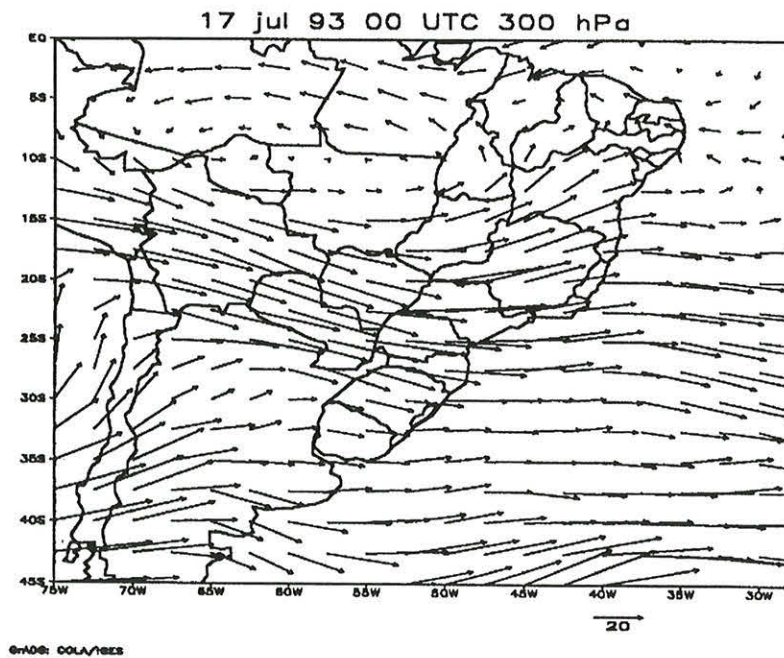 17 jul 93 00 UTC 300 hPa
EQ
5S
10S
15S
20S
25S
30S
35S
40S
45S
75W 70W 65W 60W 55W 50W 45W 40W 35W 30W
20
GrADS: COLA/IGES